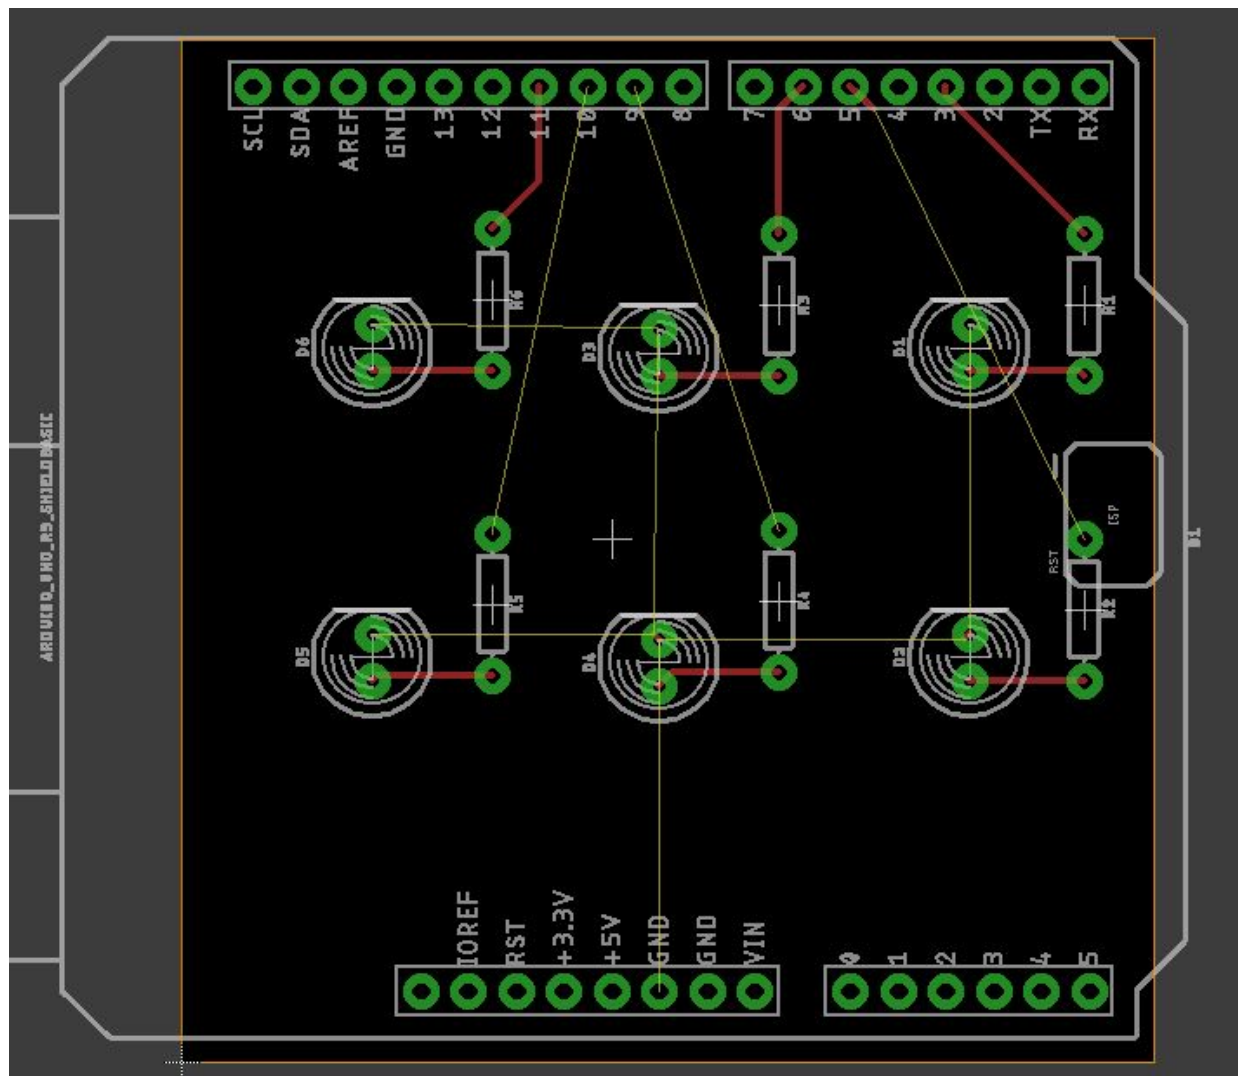 SCL
SDA
AREF
GND
13
12
11
10
9
8
7
6
5
4
3
2
TX
RX
R6
R3
R1
D6
D3
D1
ARDUINO_UNO_R3_SHIELDBASIC
ISP
RST
B1
R5
R4
R2
D5
D4
D2
IOREF
RST
+3.3V
+5V
GND
GND
VIN
0
1
2
3
4
5